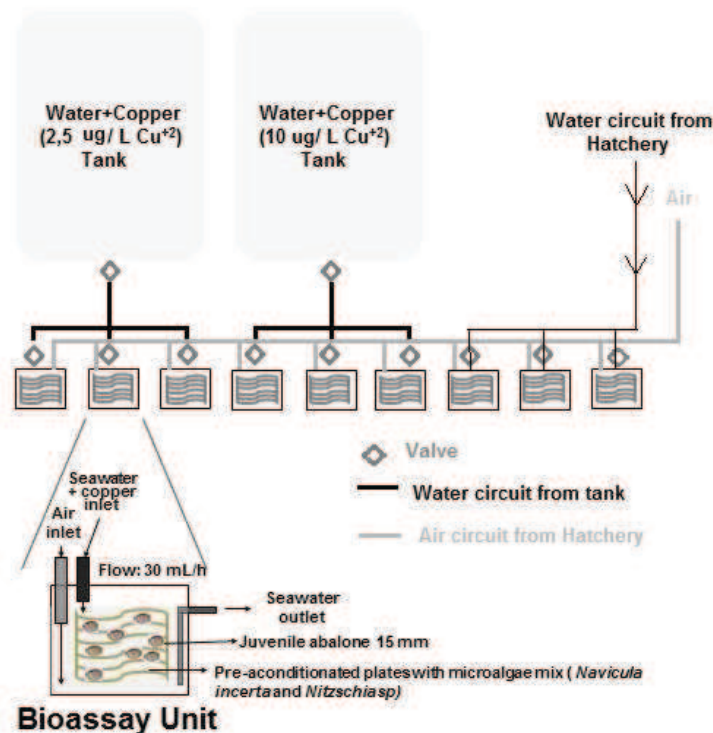 Water+Copper
(2,5 ug/ L Cu+2)
Tank
Water+Copper
(10 ug/ L Cu+2)
Tank
Water circuit from
Hatchery
Air
Valve
Water circuit from tank
Air circuit from Hatchery
Seawater
+ copper
inlet
Air
inlet
Flow: 30 mL/h
Seawater
outlet
Juvenile abalone 15 mm
Pre-aconditionated plates with microalgae mix ( Navicula
incerta and Nitzschia sp)
Bioassay Unit